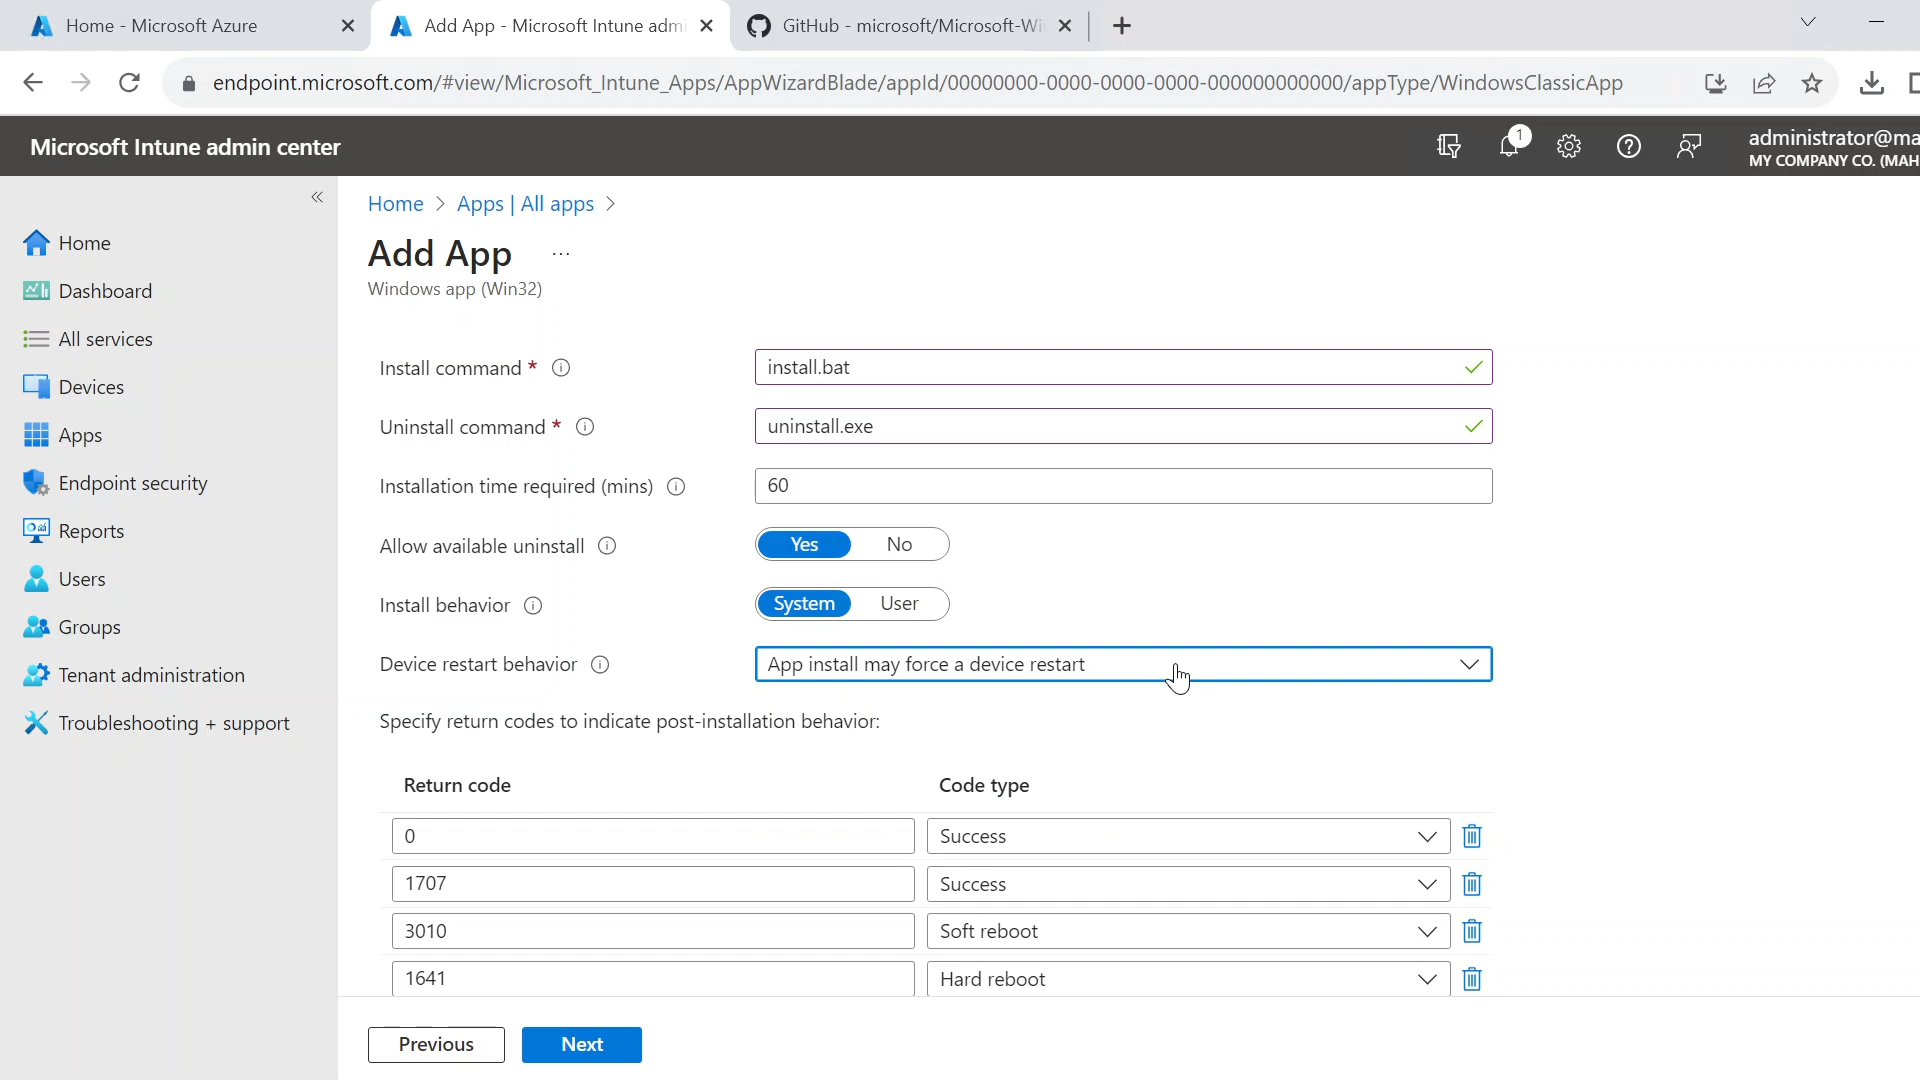 Home - Microsoft Azure
Add App - Microsoft Intune admi
GitHub - microsoft/Microsoft-Wi
endpoint.microsoft.com/#view/Microsoft_Intune_Apps/AppWizardBlade/appId/00000000-0000-0000-0000-000000000000/appType/WindowsClassicApp
Microsoft Intune admin center
1
administrator@ma
MY COMPANY CO. (MAH
Home
Dashboard
All services
Devices
Apps
Endpoint security
Reports
Users
Groups
Tenant administration
Troubleshooting + support
Home > Apps | All apps >
Add App ...
Windows app (Win32)
Install command * install.bat
Uninstall command * uninstall.exe
Installation time required (mins) 60
Allow available uninstall Yes No
Install behavior System User
Device restart behavior App install may force a device restart
Specify return codes to indicate post-installation behavior:
Return code Code type
0 Success
1707 Success
3010 Soft reboot
1641 Hard reboot
Previous Next